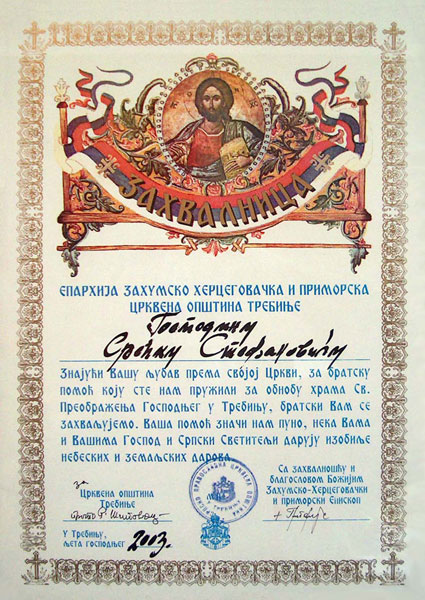 ЗАХВАЛНИЦА
ЕПАРХИЈА ЗАХУМСКО ХЕРЦЕГОВАЧКА И ПРИМОРСКА
ЦРКВЕНА ОПШТИНА ТРЕБИЊЕ
Господину
Срећку Стефановићу
Знајући Вашу љубав према својој Цркви, за братску
помоћ коју сте нам пружили за обнову храма Св.
Преображења Господњег у Требињу, братски Вам се
захваљујемо. Ваша помоћ значи нам пуно, нека Вама
и Вашима Господ и Српски Светитељи дарују изобиље
небеских и земаљских дарова.
за
Црквена општина
Требиње
Са захвалношћу и
благословом Божијим
Захумско-Херцеговачки
и приморски Епископ
У Требињу,
љета господњег 2003.